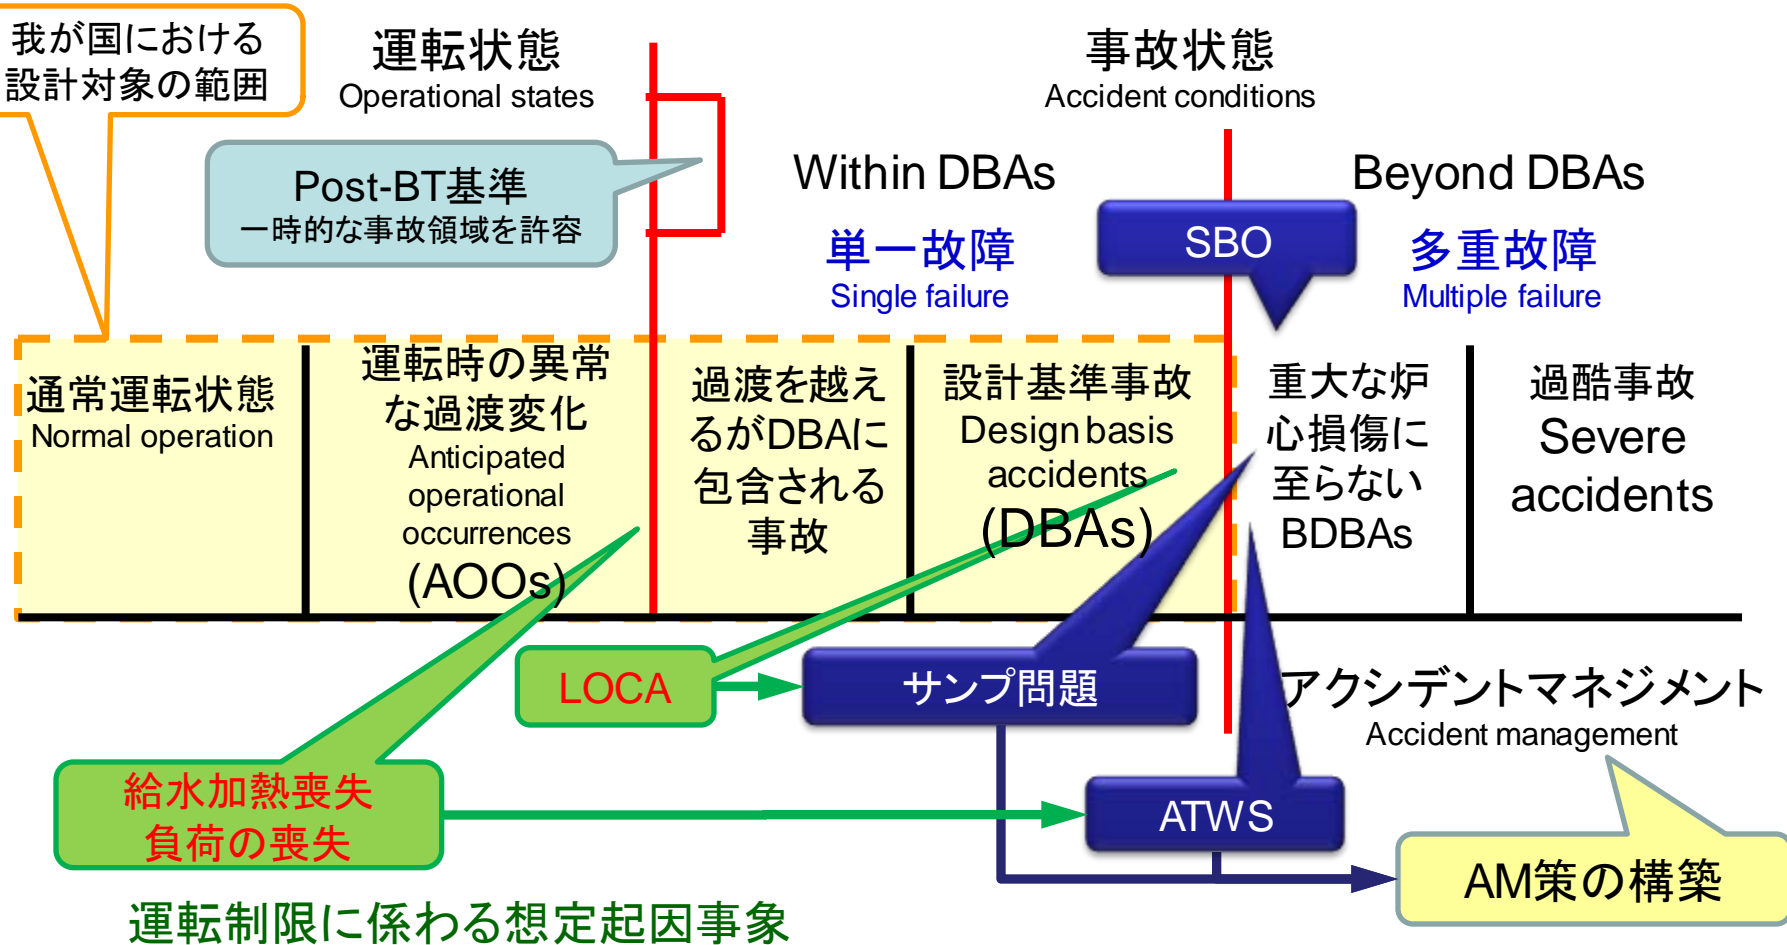 我が国における
設計対象の範囲
運転状態
Operational states
事故状態
Accident conditions
Post-BT基準
一時的な事故領域を許容
Within DBAs
単一故障
Single failure
SBO
Beyond DBAs
多重故障
Multiple failure
通常運転状態
Normal operation
運転時の異常
な過渡変化
Anticipated
operational
occurrences
(AOOs)
過渡を越え
るがDBAに
包含される
事故
設計基準事故
Design basis
accidents
(DBAs)
重大な炉
心損傷に
至らない
BDBAs
過酷事故
Severe
accidents
LOCA
サンプ問題
アクシデントマネジメント
Accident management
給水加熱喪失
負荷の喪失
ATWS
AM策の構築
運転制限に係わる想定起因事象